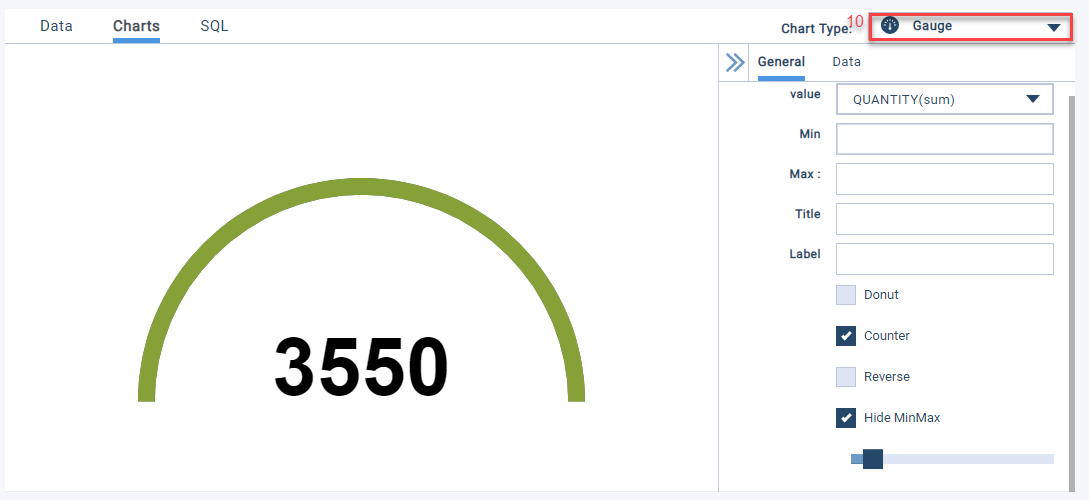 Data Charts SQL
Chart Type: 10 Gauge
General Data
value QUANTITY(sum)
Min
Max :
Title
Label
Donut
Counter
Reverse
Hide MinMax
3550